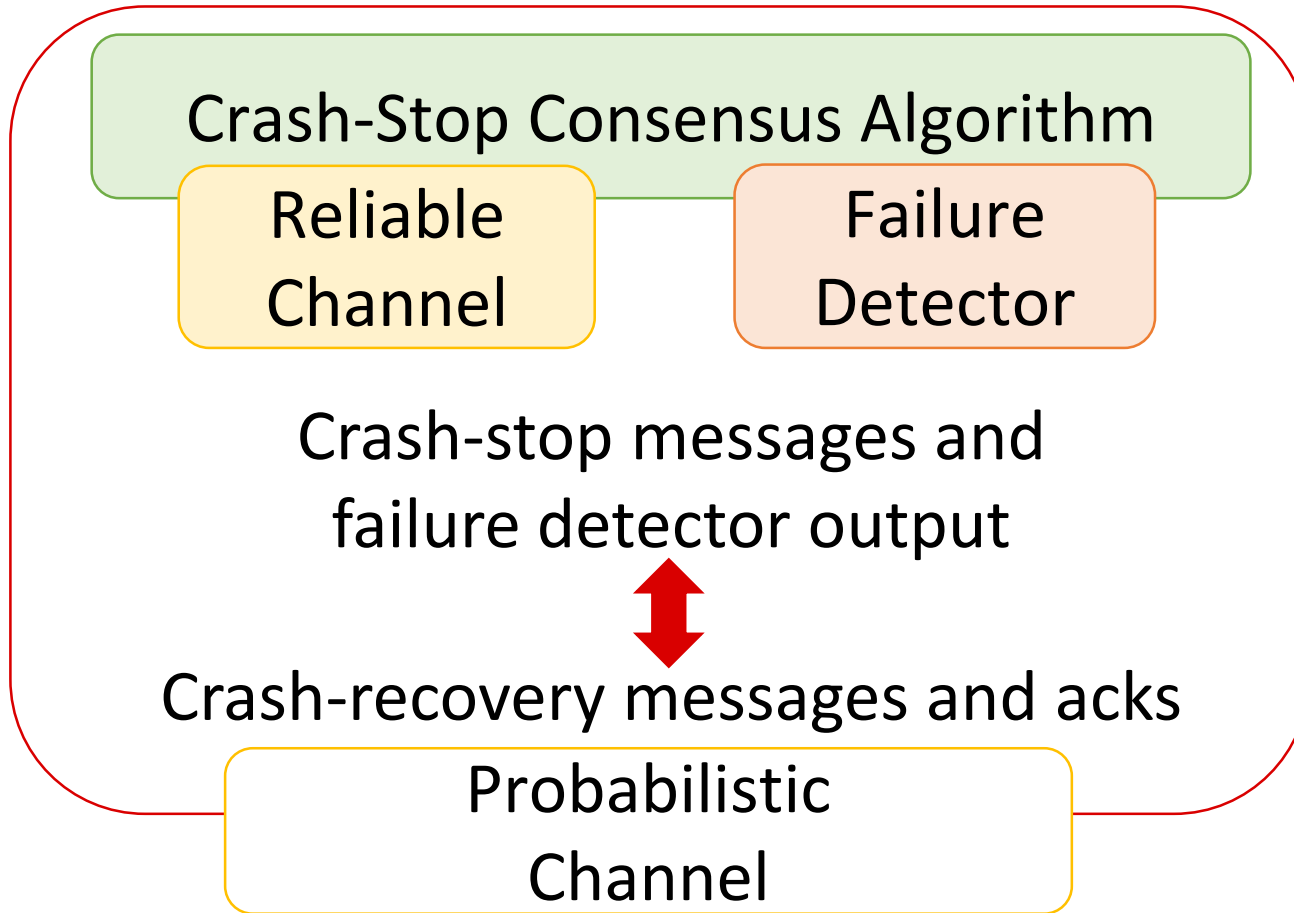 Crash-Stop Consensus Algorithm
Reliable
Channel
Failure
Detector
Crash-stop messages and
failure detector output
Crash-recovery messages and acks
Probabilistic
Channel